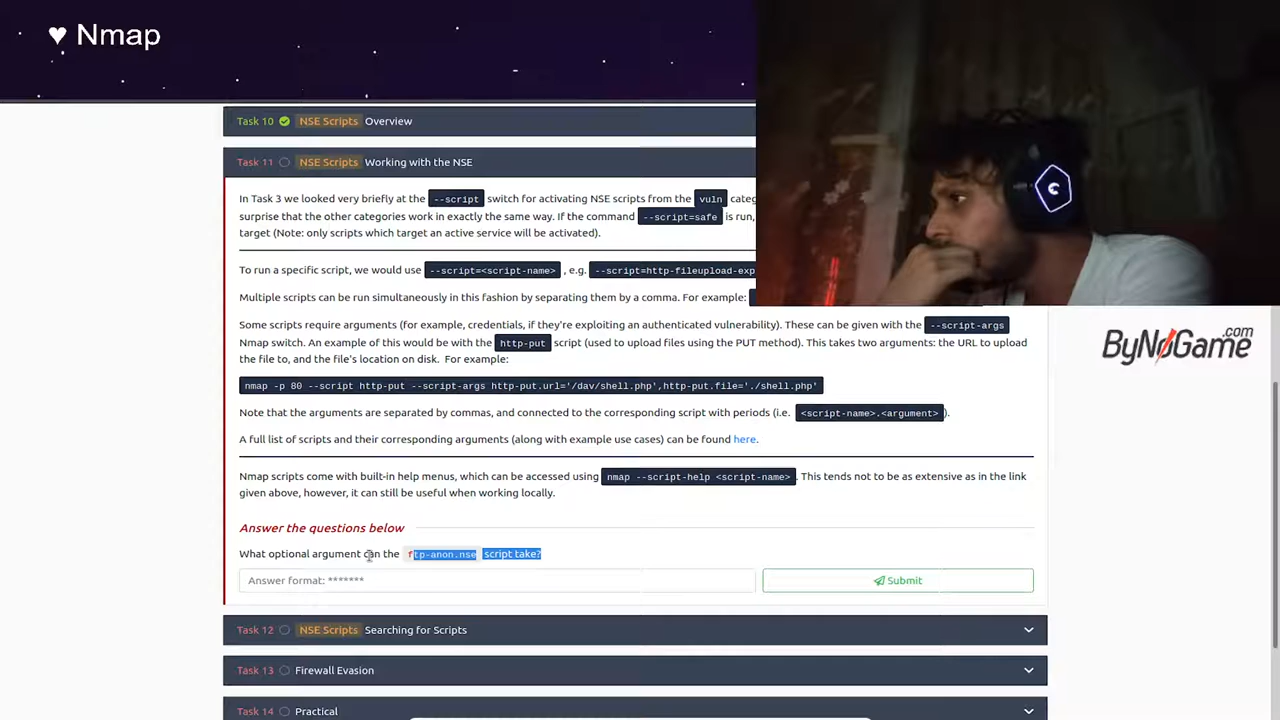 ♥ Nmap
Task 10 NSE Scripts Overview
Task 11 NSE Scripts Working with the NSE
In Task 3 we looked very briefly at the --script switch for activating NSE scripts from the vuln
surprise that the other categories work in exactly the same way. If the command --script=safe is run,
target (Note: only scripts which target an active service will be activated).
To run a specific script, we would use --script=<script-name> , e.g. --script=http-fileupload-exp
Multiple scripts can be run simultaneously in this fashion by separating them by a comma. For example:
Some scripts require arguments (for example, credentials, if they're exploiting an authenticated vulnerability). These can be given with the --script-args
Nmap switch. An example of this would be with the http-put script (used to upload files using the PUT method). This takes two arguments: the URL to upload
the file to, and the file's location on disk. For example:
nmap -p 80 --script http-put --script-args http-put.url='/dav/shell.php',http-put.file='./shell.php'
Note that the arguments are separated by commas, and connected to the corresponding script with periods (i.e. <script-name>.<argument> ).
A full list of scripts and their corresponding arguments (along with example use cases) can be found here.
Nmap scripts come with built-in help menus, which can be accessed using nmap --script-help <script-name> . This tends not to be as extensive as in the link
given above, however, it can still be useful when working locally.
Answer the questions below
What optional argument can the ftp-anon.nse script take?
Answer format: *******
Submit
Task 12 NSE Scripts Searching for Scripts
Task 13 Firewall Evasion
Task 14 Practical
ByNoGame.com